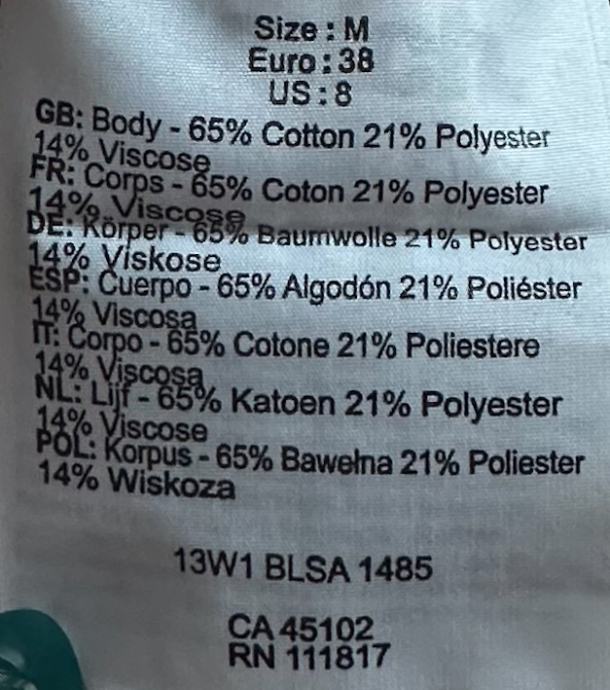 Size : M
Euro : 38
US : 8
GB: Body - 65% Cotton 21% Polyester
14% Viscose
FR: Corps - 65% Coton 21% Polyester
14% Viscose
DE: Körper - 65% Baumwolle 21% Polyester
14% Viskose
ESP: Cuerpo - 65% Algodón 21% Poliéster
14% Viscosa
IT: Corpo - 65% Cotone 21% Poliestere
14% Viscosa
NL: Lijf - 65% Katoen 21% Polyester
14% Viscose
POL: Korpus - 65% Bawełna 21% Poliester
14% Wiskoza
13W1 BLSA 1485
CA 45102
RN 111817